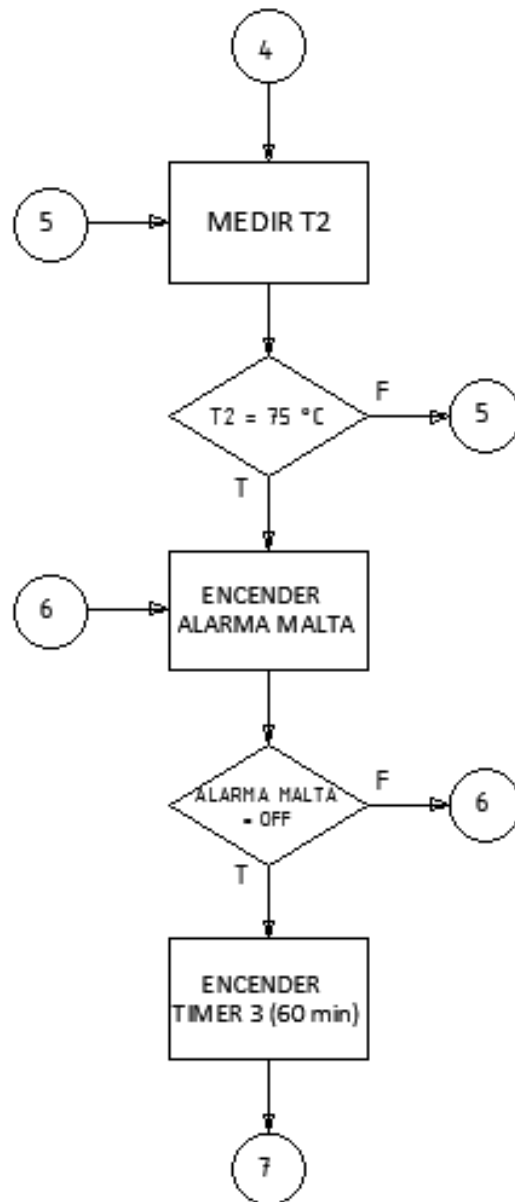 4
5
MEDIR T2
T2 = 75 °C
F
5
T
6
ENCENDER
ALARMA MALTA
ALARMA MALTA
= OFF
F
6
T
ENCENDER
TIMER 3 (60 min)
7